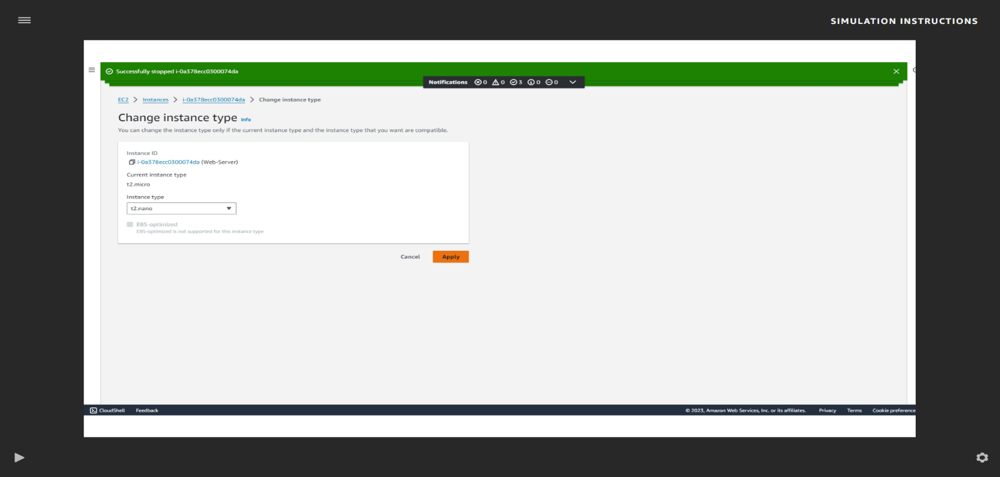 SIMULATION INSTRUCTIONS
Successfully stopped i-0a378ecc0300074da
Notifications 0 0 3 0 0
EC2 > Instances > i-0a378ecc0300074da > Change instance type
Change instance type Info
You can change the instance type only if the current instance type and the instance type that you want are compatible.
Instance ID
i-0a378ecc0300074da (Web-Server)
Current instance type
t2.micro
Instance type
t2.nano
EBS-optimized
EBS-optimized is not supported for this instance type
Cancel Apply
CloudShell Feedback © 2023, Amazon Web Services, Inc. or its affiliates. Privacy Terms Cookie preference